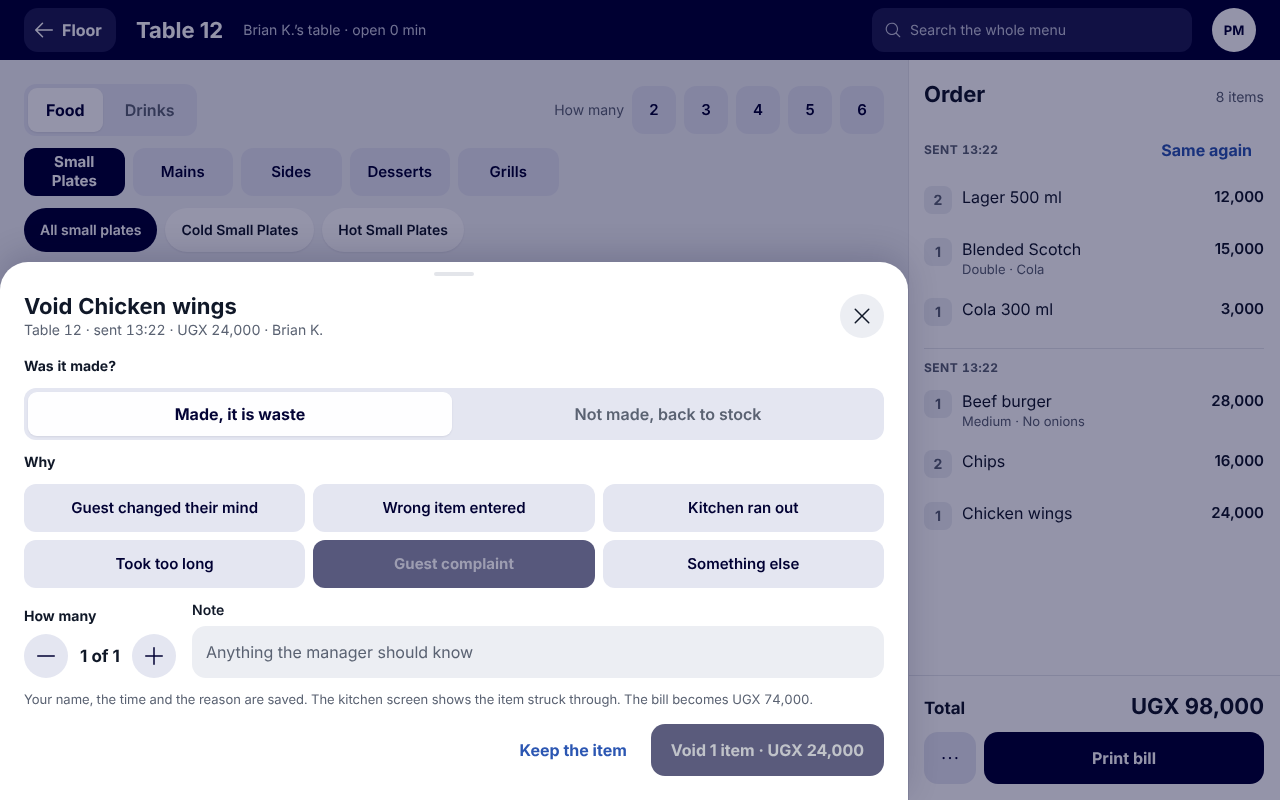 Floor
Table 12
Brian K.’s table · open 0 min
Search the whole menu
PM
Food
Drinks
How many
2
3
4
5
6
Small
Plates
Mains
Sides
Desserts
Grills
All small plates
Cold Small Plates
Hot Small Plates
Void Chicken wings
Table 12 · sent 13:22 · UGX 24,000 · Brian K.
Was it made?
Made, it is waste
Not made, back to stock
Why
Guest changed their mind
Wrong item entered
Kitchen ran out
Took too long
Guest complaint
Something else
How many
1 of 1
Note
Anything the manager should know
Your name, the time and the reason are saved. The kitchen screen shows the item struck through. The bill becomes UGX 74,000.
Keep the item
Void 1 item · UGX 24,000
Order
8 items
SENT 13:22
Same again
2 Lager 500 ml 12,000
1 Blended Scotch 15,000
Double · Cola
1 Cola 300 ml 3,000
SENT 13:22
1 Beef burger 28,000
Medium · No onions
2 Chips 16,000
1 Chicken wings 24,000
Total UGX 98,000
...
Print bill